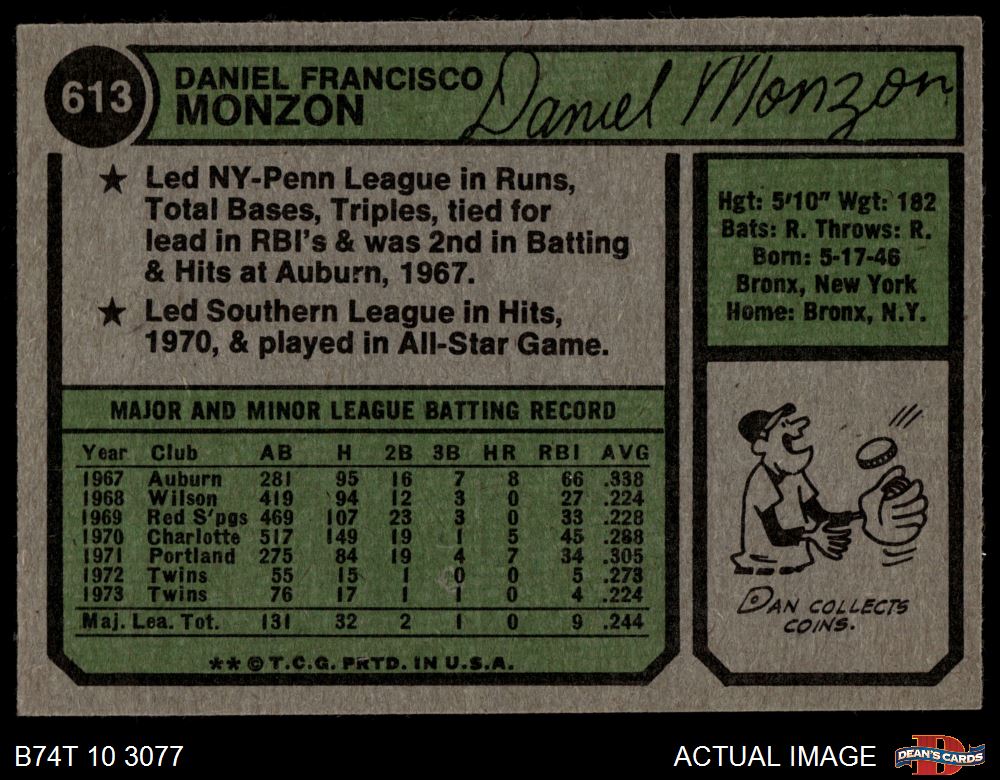 613
DANIEL FRANCISCO
MONZON
Daniel Monzon
★ Led NY-Penn League in Runs,
Total Bases, Triples, tied for
lead in RBI's & was 2nd in Batting
& Hits at Auburn, 1967.
★ Led Southern League in Hits,
1970, & played in All-Star Game.
MAJOR AND MINOR LEAGUE BATTING RECORD
Year Club AB H 2B 3B HR RBI AVG
1967 Auburn 281 95 16 7 8 66 .338
1968 Wilson 419 94 12 3 0 27 .224
1969 Red S'pgs 469 107 23 3 0 33 .228
1970 Charlotte 517 149 19 1 5 45 .288
1971 Portland 275 84 19 4 7 34 .305
1972 Twins 55 15 1 0 0 5 .273
1973 Twins 76 17 1 1 0 4 .224
Maj. Lea. Tot. 131 32 2 1 0 9 .244
** © T.C.G. PRTD. IN U.S.A.
Hgt: 5'10" Wgt: 182
Bats: R. Throws: R.
Born: 5-17-46
Bronx, New York
Home: Bronx, N.Y.
DAN COLLECTS
COINS.
B74T 10 3077
ACTUAL IMAGE
DEAN'S CARDS